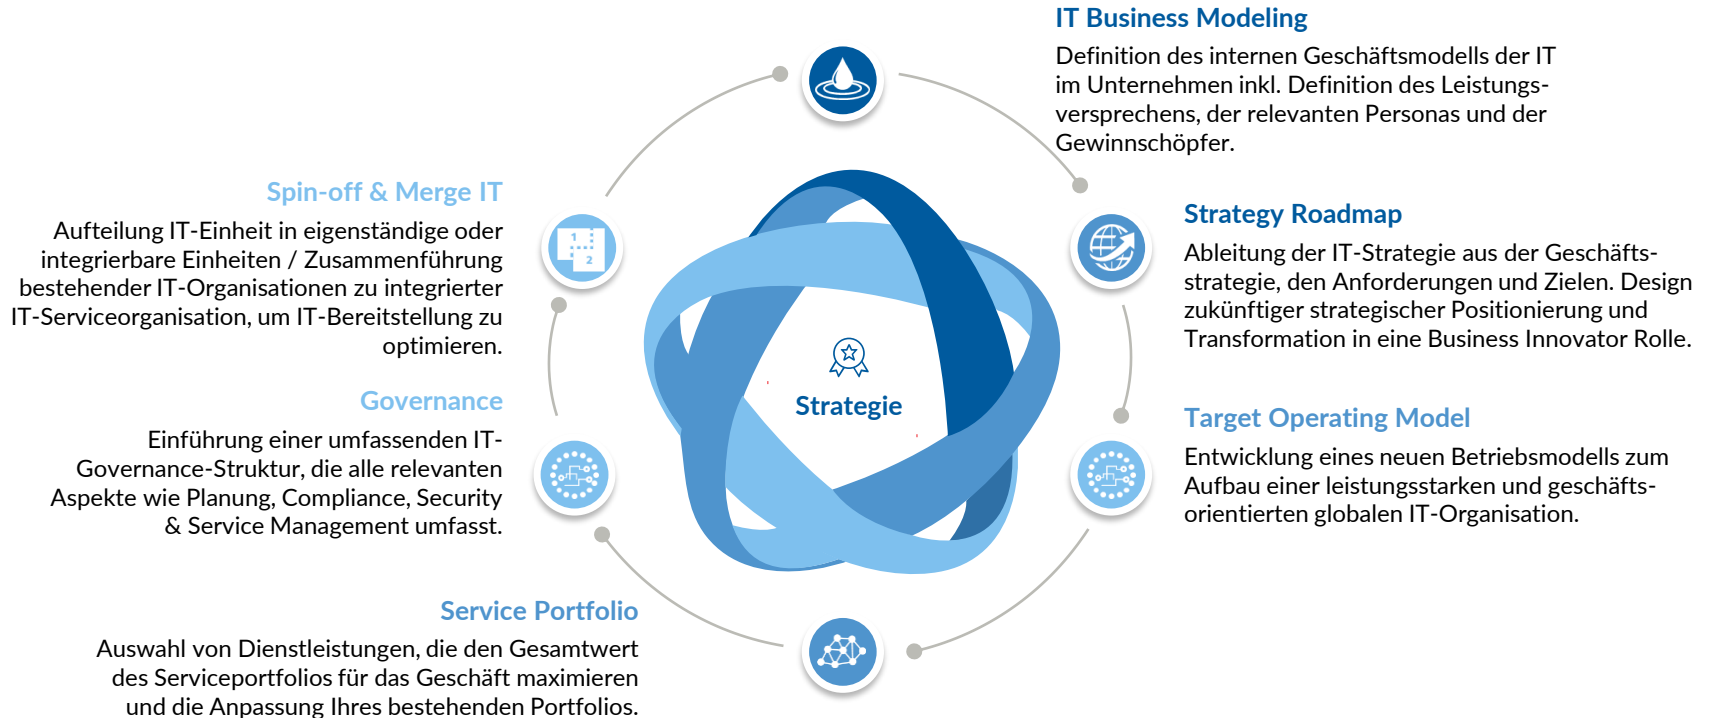 IT Business Modeling
Definition des internen Geschäftsmodells der IT
im Unternehmen inkl. Definition des Leistungs-
versprechens, der relevanten Personas und der
Gewinnschöpfer.
Strategy Roadmap
Ableitung der IT-Strategie aus der Geschäfts-
strategie, den Anforderungen und Zielen. Design
zukünftiger strategischer Positionierung und
Transformation in eine Business Innovator Rolle.
Target Operating Model
Entwicklung eines neuen Betriebsmodells zum
Aufbau einer leistungsstarken und geschäfts-
orientierten globalen IT-Organisation.
Service Portfolio
Auswahl von Dienstleistungen, die den Gesamtwert
des Serviceportfolios für das Geschäft maximieren
und die Anpassung Ihres bestehenden Portfolios.
Governance
Einführung einer umfassenden IT-
Governance-Struktur, die alle relevanten
Aspekte wie Planung, Compliance, Security
& Service Management umfasst.
Spin-off & Merge IT
Aufteilung IT-Einheit in eigenständige oder
integrierbare Einheiten / Zusammenführung
bestehender IT-Organisationen zu integrierter
IT-Serviceorganisation, um IT-Bereitstellung zu
optimieren.
1
2
Strategie